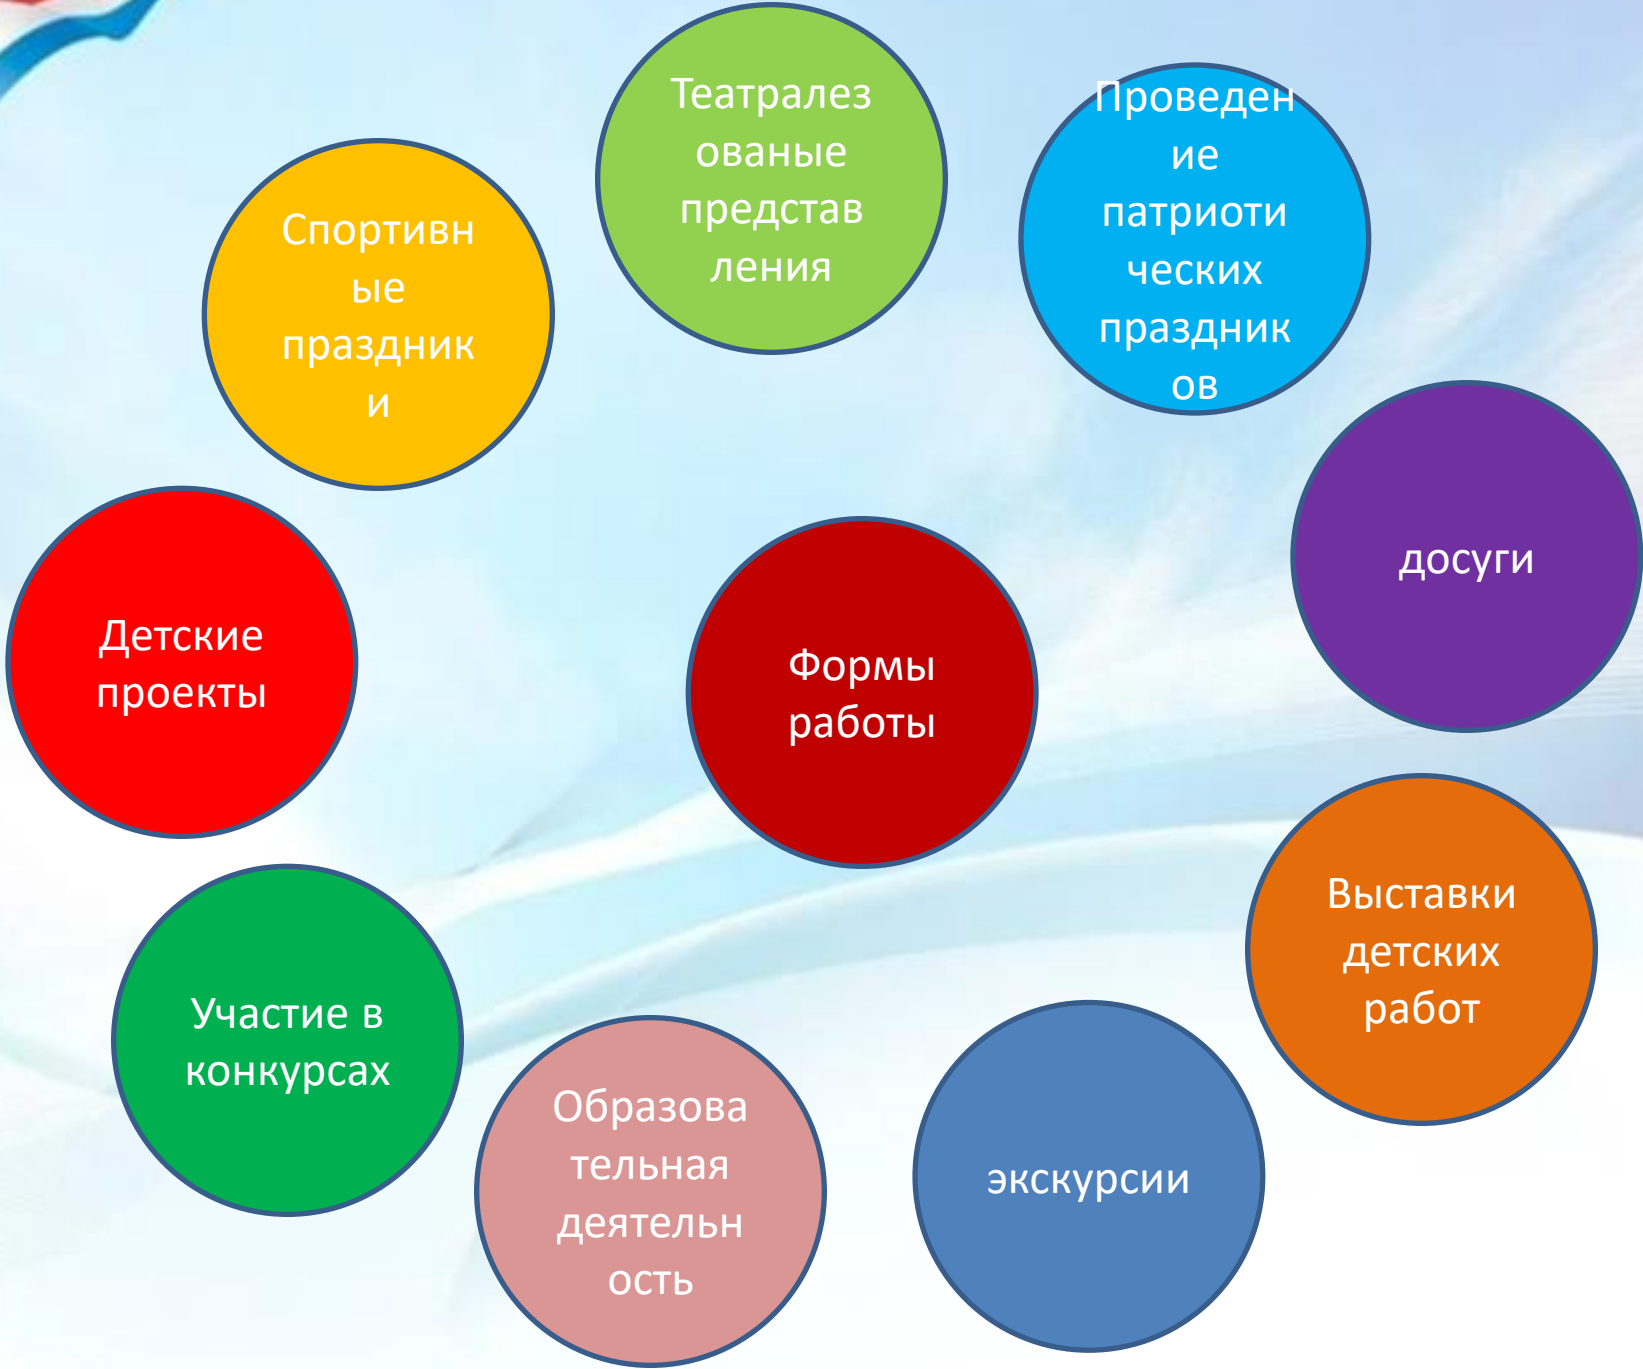 Театралез
ованые
представ
ления
Проведен
ие
патриоти
ческих
праздник
ов
Спортивн
ые
праздник
и
досуги
Детские
проекты
Формы
работы
Выставки
детских
работ
Участие в
конкурсах
Образова
тельная
деятельн
ость
экскурсии